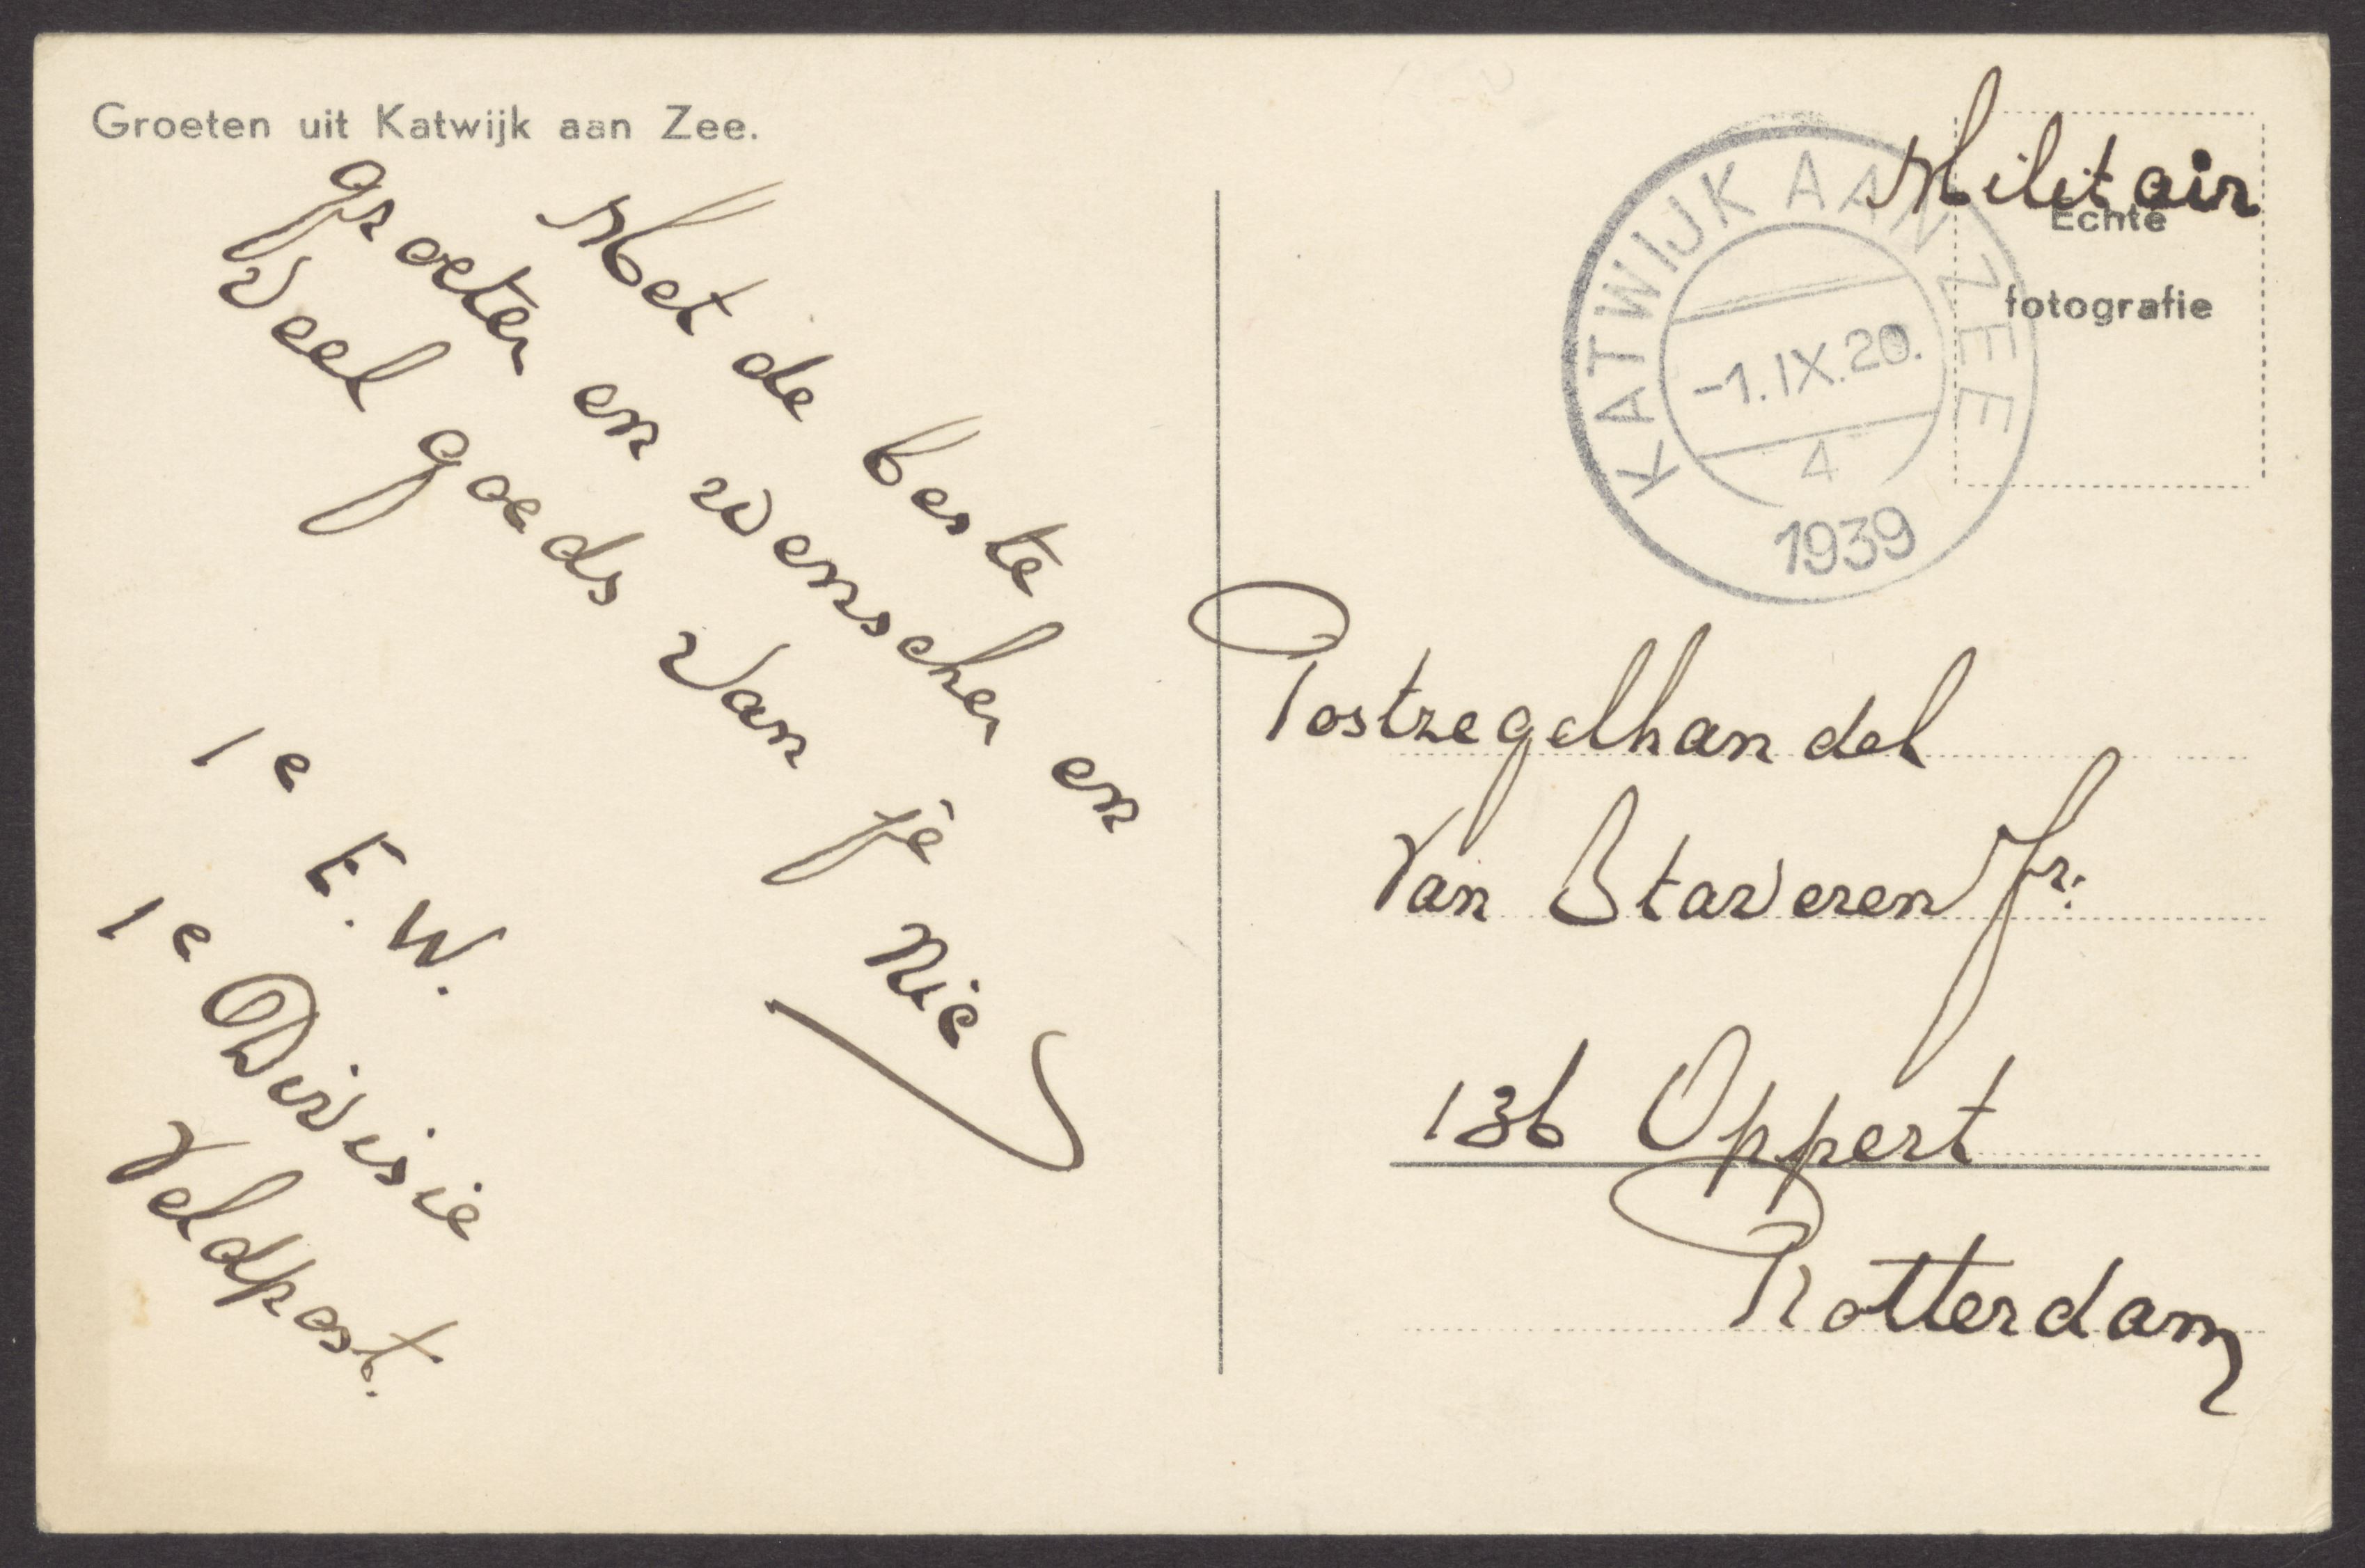 Groeten uit Katwijk aan Zee.
Met de beste
groeten en wenschen en
veel goeds van je
Nic
1e E.W.
1e Divisie
Veldpost.
Militair
Echte
fotografie
KATWIJK AAN ZEE
-1.IX.20.
4
1939
Postzegelhandel
Van Staveren Jr.
136 Oppert
Rotterdam